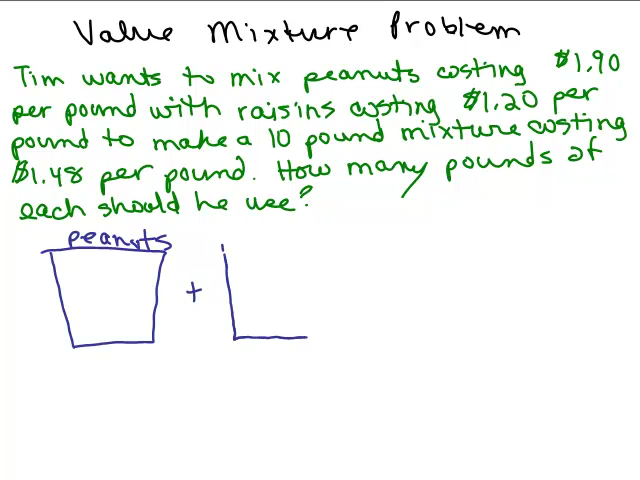 Value Mixture Problem
Tim wants to mix peanuts costing $1.90
per pound with raisins costing $1.20 per
pound to make a 10 pound mixture costing
$1.48 per pound. How many pounds of
each should he use?
peanuts
+